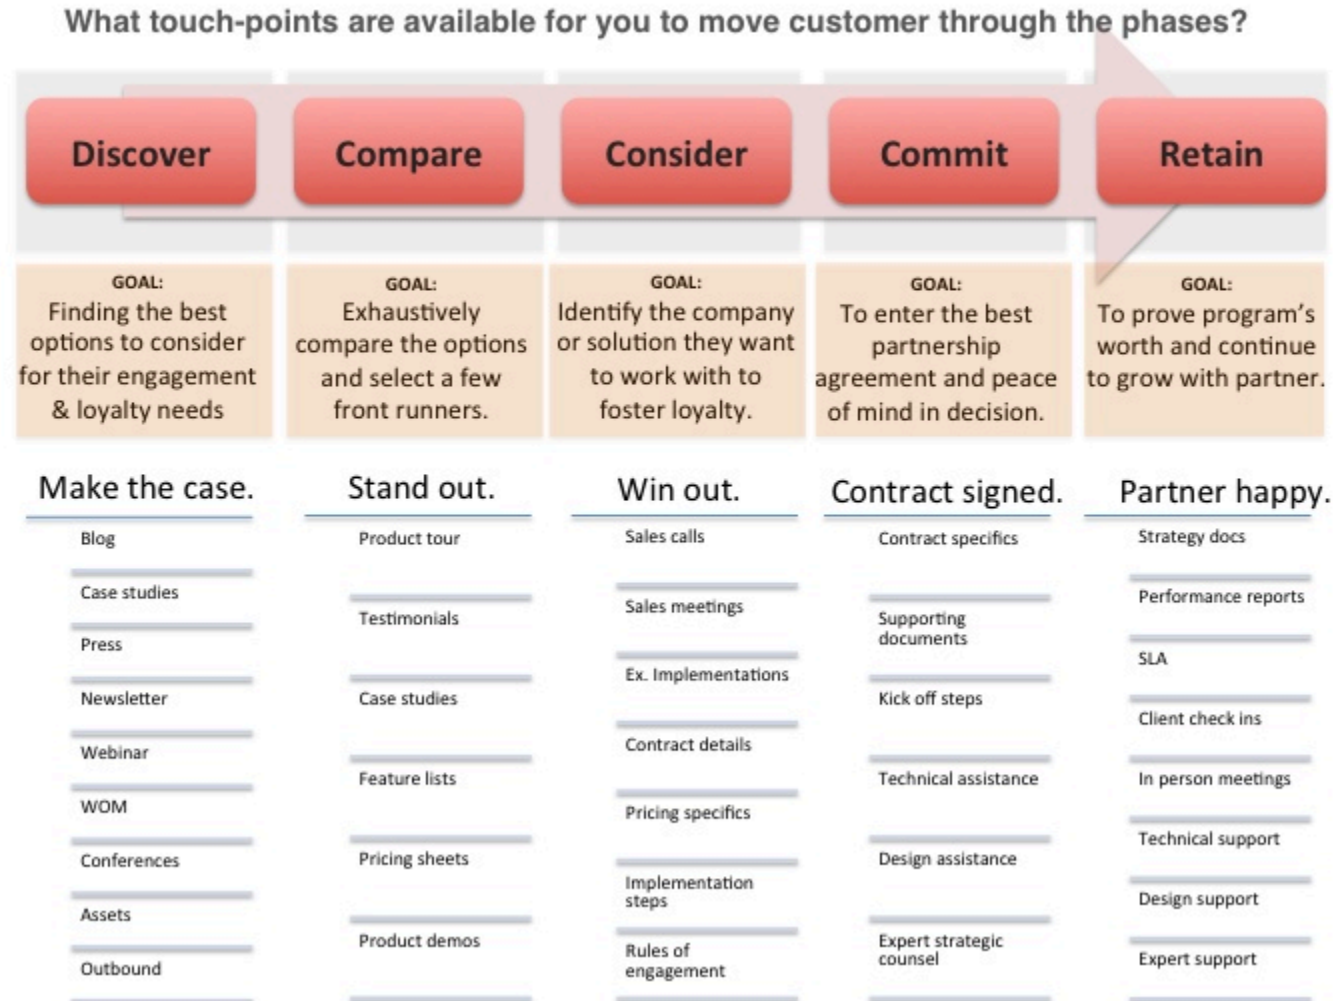 What touch-points are available for you to move customer through the phases?
Discover
Compare
Consider
Commit
Retain
GOAL:
Finding the best
options to consider
for their engagement
& loyalty needs
GOAL:
Exhaustively
compare the options
and select a few
front runners.
GOAL:
Identify the company
or solution they want
to work with to
foster loyalty.
GOAL:
To enter the best
partnership
agreement and peace
of mind in decision.
GOAL:
To prove program's
worth and continue
to grow with partner.
Make the case.
Blog
Case studies
Press
Newsletter
Webinar
WOM
Conferences
Assets
Outbound
Stand out.
Product tour
Testimonials
Case studies
Feature lists
Pricing sheets
Product demos
Win out.
Sales calls
Sales meetings
Ex. Implementations
Contract details
Pricing specifics
Implementation
steps
Rules of
engagement
Contract signed.
Contract specifics
Supporting
documents
Kick off steps
Technical assistance
Design assistance
Expert strategic
counsel
Partner happy.
Strategy docs
Performance reports
SLA
Client check ins
In person meetings
Technical support
Design support
Expert support